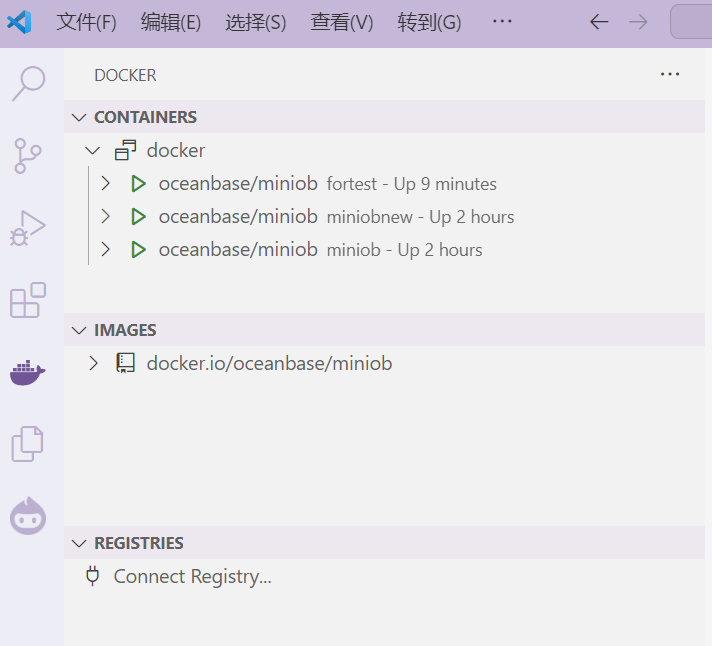 文件(F) 编辑(E) 选择(S) 查看(V) 转到(G) ···
DOCKER ···
CONTAINERS
docker
oceanbase/miniob fortest - Up 9 minutes
oceanbase/miniob miniobnew - Up 2 hours
oceanbase/miniob miniob - Up 2 hours
IMAGES
docker.io/oceanbase/miniob
REGISTRIES
Connect Registry...